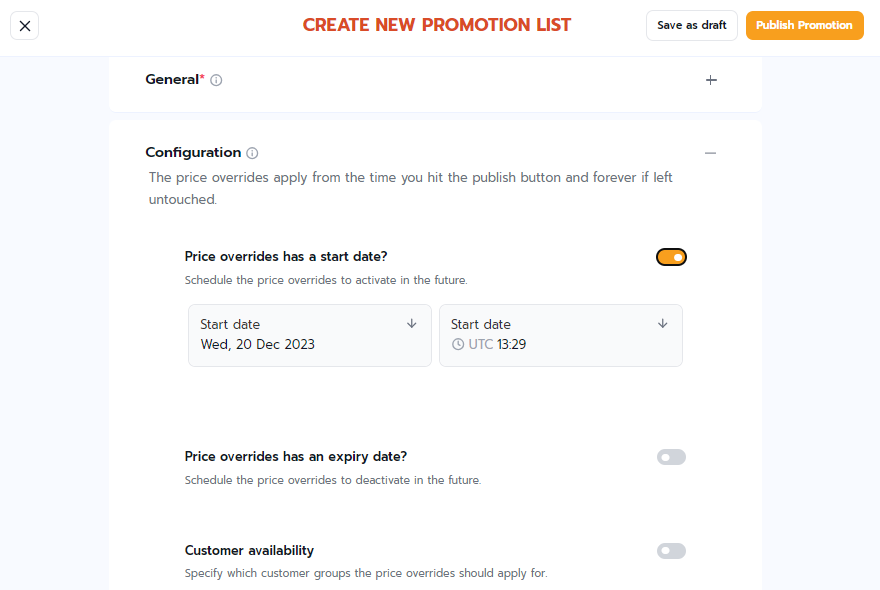 CREATE NEW PROMOTION LIST
Save as draft
Publish Promotion
General*
Configuration
The price overrides apply from the time you hit the publish button and forever if left
untouched.
Price overrides has a start date?
Schedule the price overrides to activate in the future.
Start date
Wed, 20 Dec 2023
Start date
UTC 13:29
Price overrides has an expiry date?
Schedule the price overrides to deactivate in the future.
Customer availability
Specify which customer groups the price overrides should apply for.